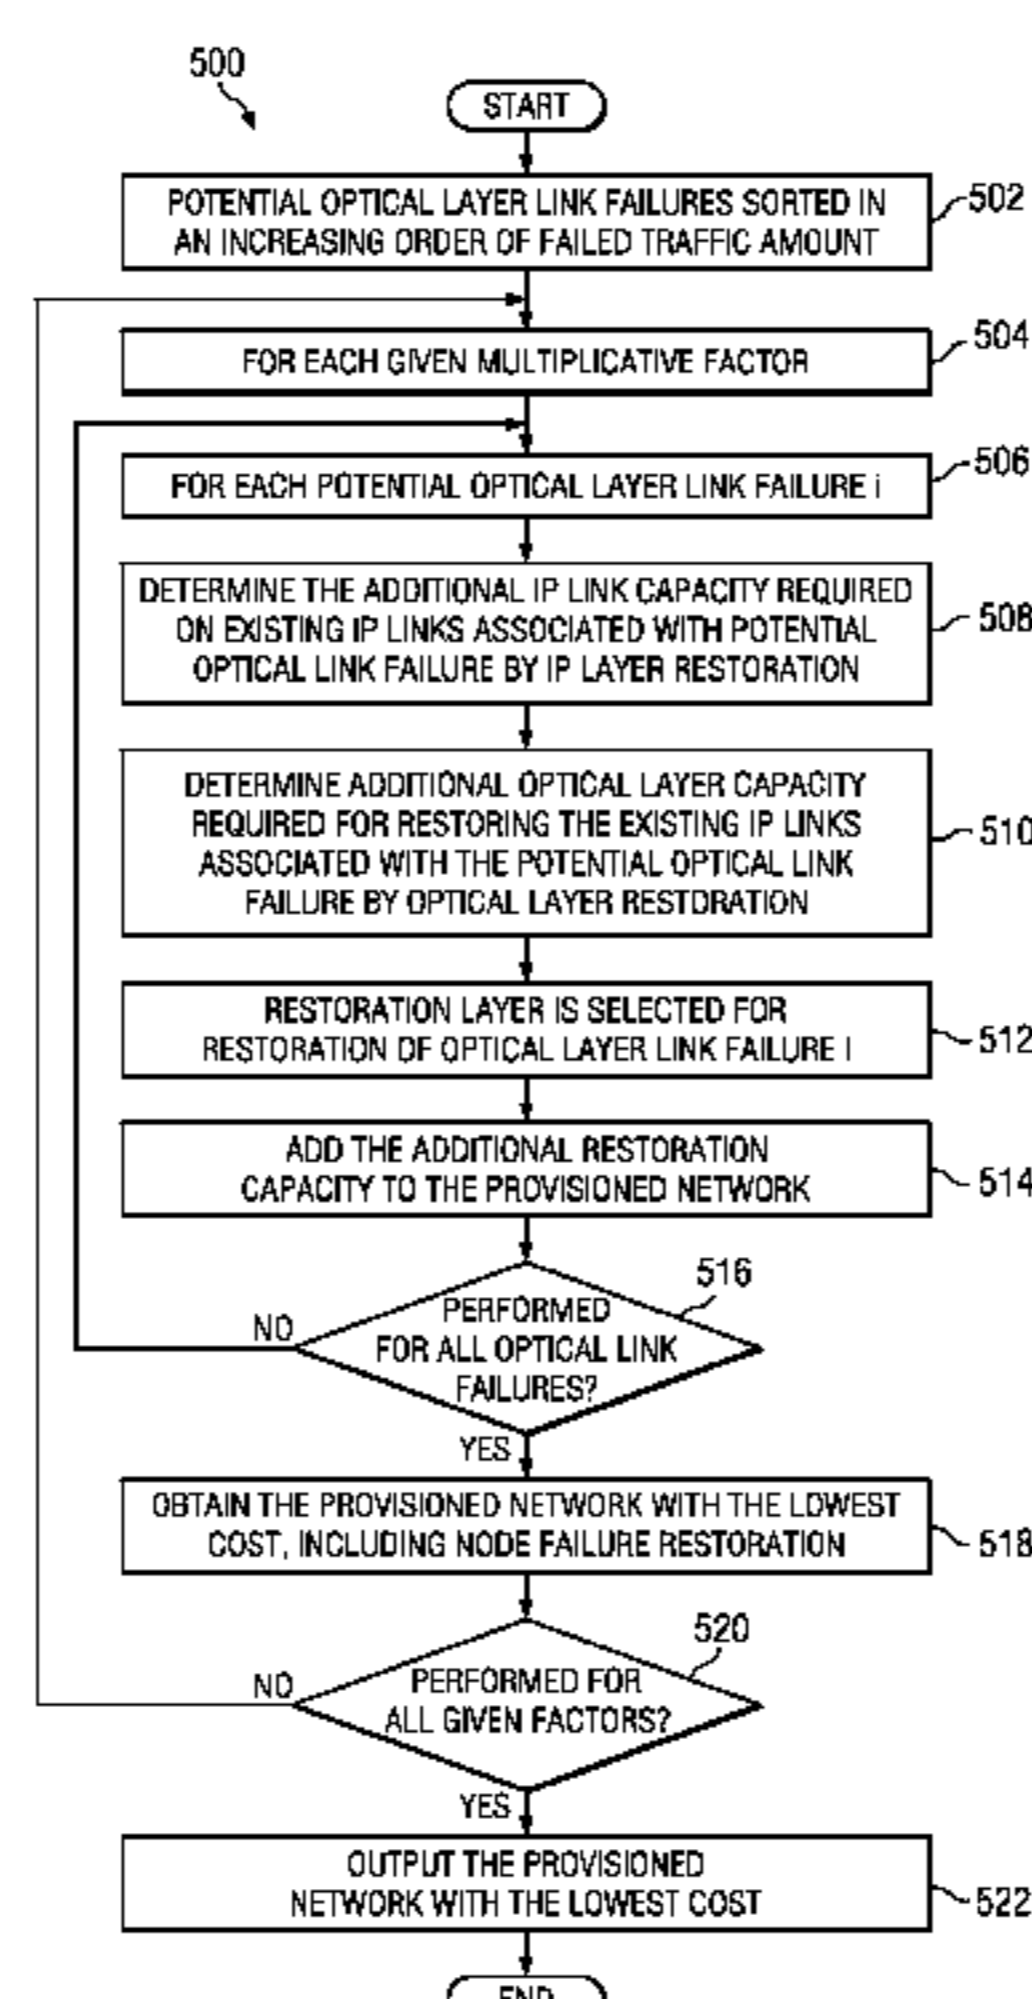 500
START
POTENTIAL OPTICAL LAYER LINK FAILURES SORTED IN
AN INCREASING ORDER OF FAILED TRAFFIC AMOUNT
502
FOR EACH GIVEN MULTIPLICATIVE FACTOR
504
FOR EACH POTENTIAL OPTICAL LAYER LINK FAILURE i
506
DETERMINE THE ADDITIONAL IP LINK CAPACITY REQUIRED
ON EXISTING IP LINKS ASSOCIATED WITH POTENTIAL
OPTICAL LINK FAILURE BY IP LAYER RESTORATION
508
DETERMINE ADDITIONAL OPTICAL LAYER CAPACITY
REQUIRED FOR RESTORING THE EXISTING IP LINKS
ASSOCIATED WITH THE POTENTIAL OPTICAL LINK
FAILURE BY OPTICAL LAYER RESTORATION
510
RESTORATION LAYER IS SELECTED FOR
RESTORATION OF OPTICAL LAYER LINK FAILURE I
512
ADD THE ADDITIONAL RESTORATION
CAPACITY TO THE PROVISIONED NETWORK
514
516
PERFORMED
FOR ALL OPTICAL LINK
FAILURES?
NO
YES
OBTAIN THE PROVISIONED NETWORK WITH THE LOWEST
COST, INCLUDING NODE FAILURE RESTORATION
518
520
PERFORMED FOR
ALL GIVEN FACTORS?
NO
YES
OUTPUT THE PROVISIONED
NETWORK WITH THE LOWEST COST
522
END